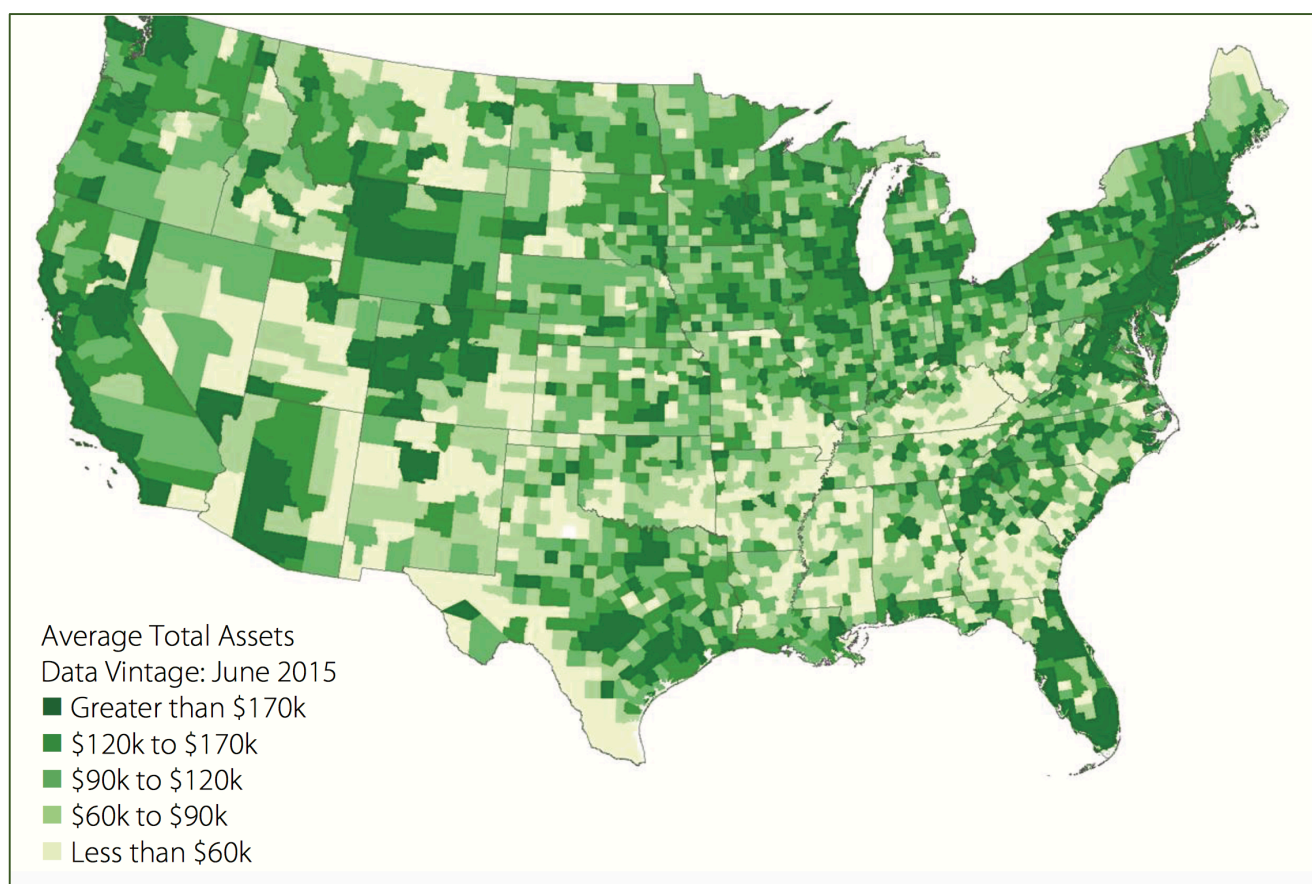 Average Total Assets
Data Vintage: June 2015
Greater than $170k
$120k to $170k
$90k to $120k
$60k to $90k
Less than $60k